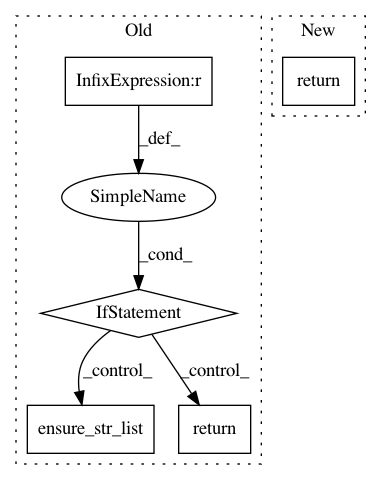 Old
New
InfixExpression:r
return
_def_
SimpleName
_cond_
IfStatement
_control_
_control_
ensure_str_list
return